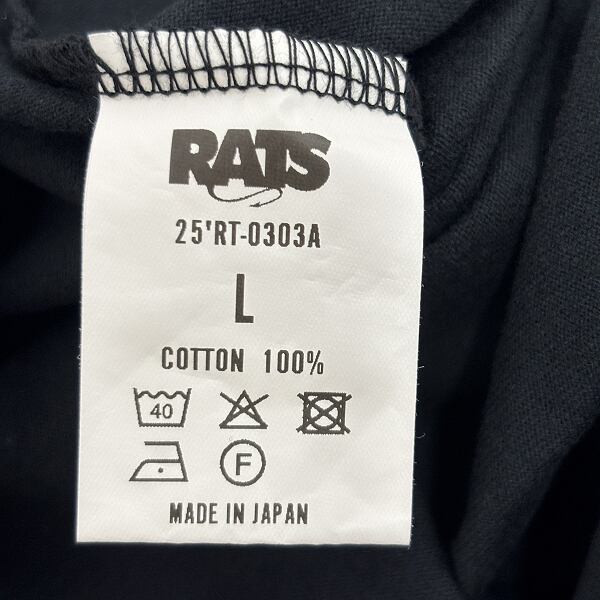 RATS
25'RT-0303A
L
COTTON 100%
40
F
MADE IN JAPAN